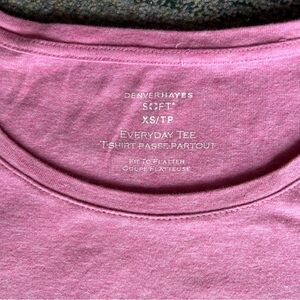 DENVERHAYES
SOFT
XS/TP
EVERYDAY TEE
T-SHIRT PASSE PARTOUT
FIT TO FLATTER
COUPE FLATTEUSE